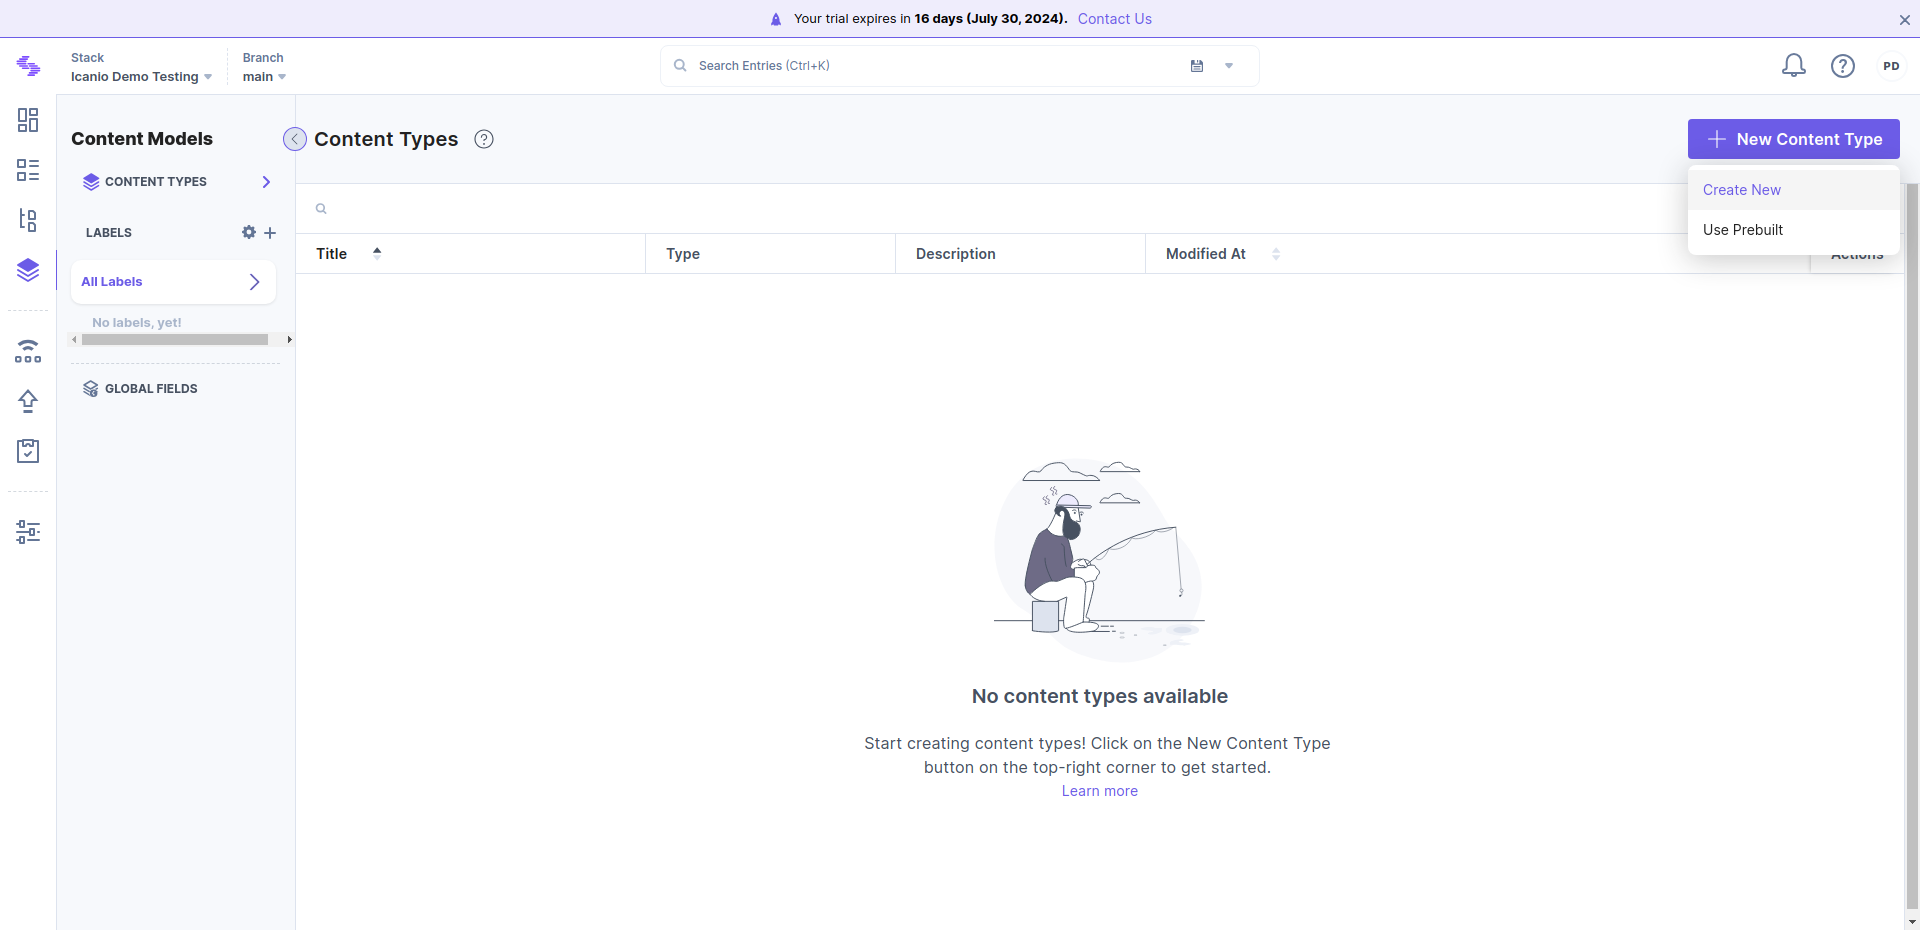 Your trial expires in 16 days (July 30, 2024). Contact Us
Stack
Icanio Demo Testing
Branch
main
Search Entries (Ctrl+K)
PD
Content Models
CONTENT TYPES
LABELS
All Labels
No labels, yet!
GLOBAL FIELDS
Content Types
New Content Type
Create New
Use Prebuilt
Title Type Description Modified At Actions
No content types available
Start creating content types! Click on the New Content Type
button on the top-right corner to get started.
Learn more